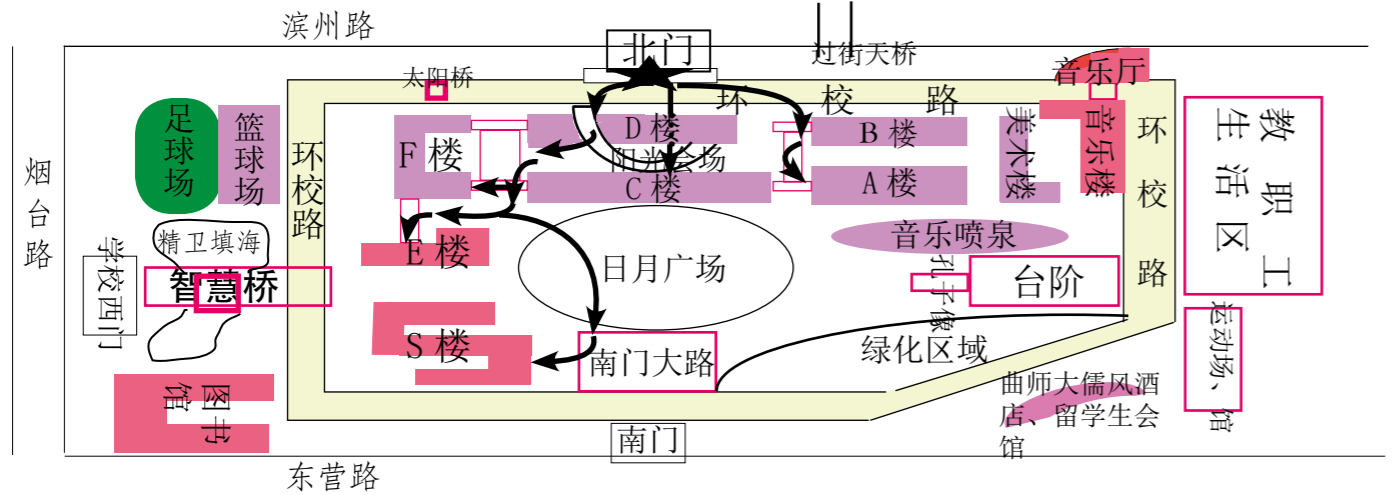 滨州路
北门
过街天桥
太阳桥
音乐厅
环校路
足球场
篮球场
D楼
B楼
美术楼
音乐楼
环校路
教职工
生活区
F楼
环校路
阳光会场
C楼
A楼
烟台路
精卫填海
学校西门
智慧桥
E楼
日月广场
音乐喷泉
孔子像
台阶
S楼
南门大路
绿化区域
运动场、馆
图书馆
曲师大儒风酒
店、留学生会
馆
南门
东营路